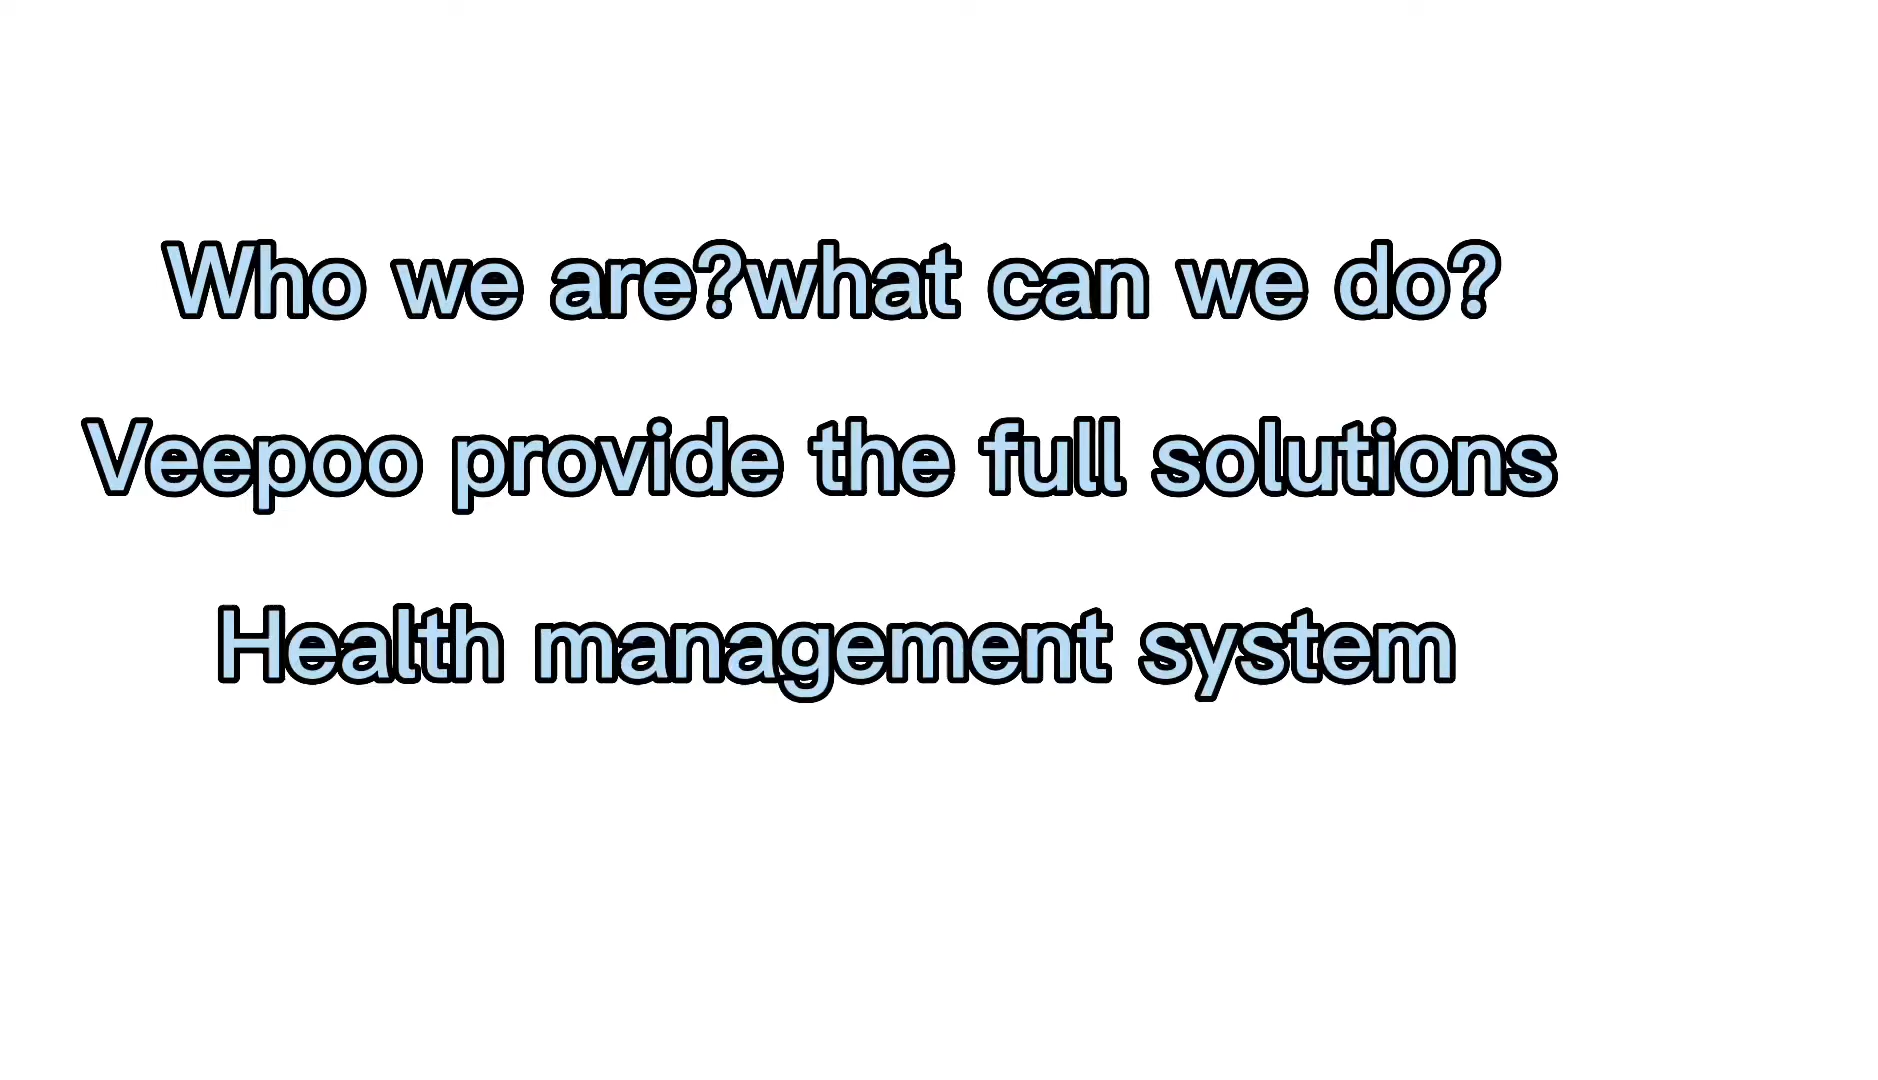 Who we are?what can we do?
Veepoo provide the full solutions
Health management system